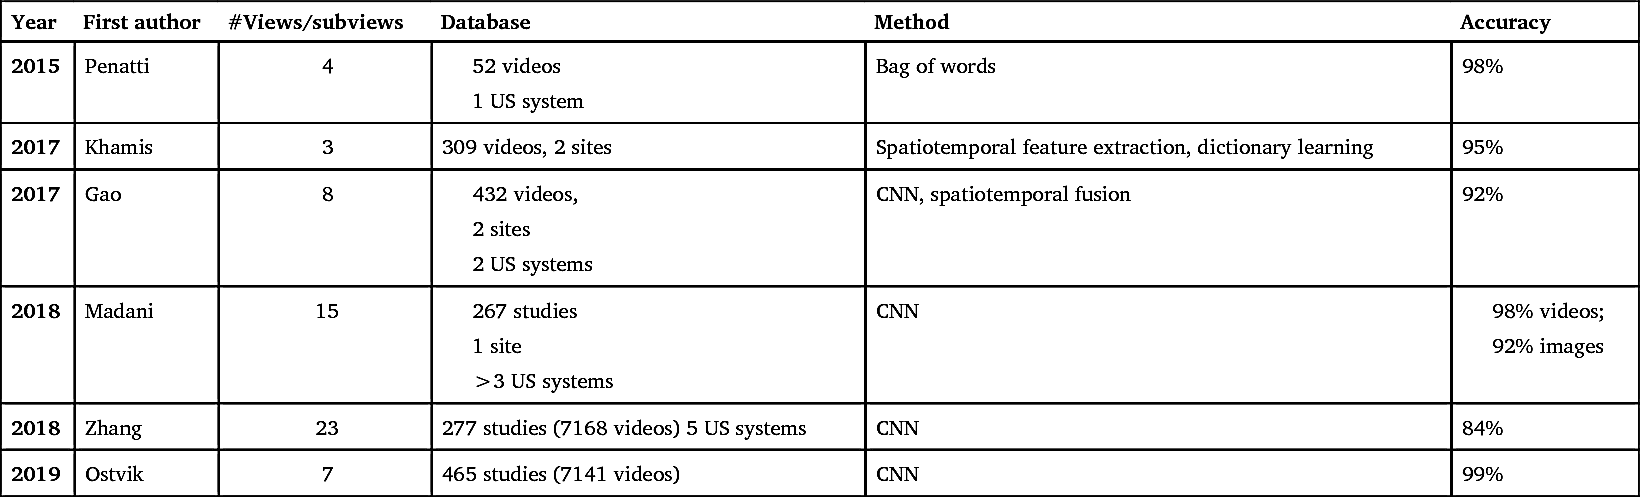 Year First author #Views/subviews Database Method Accuracy
2015 Penatti 4 52 videos Bag of words 98%
1 US system
2017 Khamis 3 309 videos, 2 sites Spatiotemporal feature extraction, dictionary learning 95%
2017 Gao 8 432 videos, CNN, spatiotemporal fusion 92%
2 sites
2 US systems
2018 Madani 15 267 studies CNN 98% videos;
1 site 92% images
>3 US systems
2018 Zhang 23 277 studies (7168 videos) 5 US systems CNN 84%
2019 Ostvik 7 465 studies (7141 videos) CNN 99%